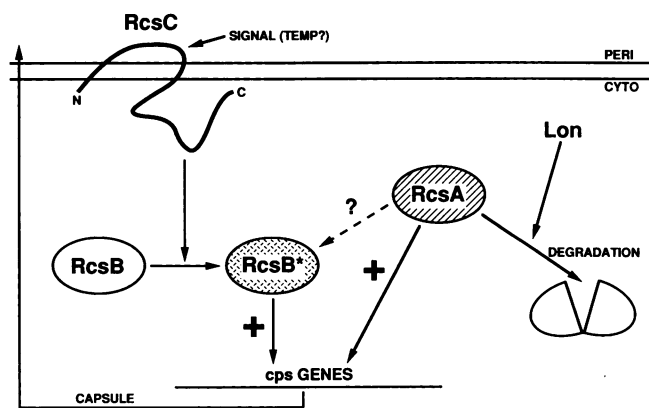 RcsC
SIGNAL (TEMP?)
PERI
CYTO
N
C
Lon
RcsA
?
DEGRADATION
RcsB
RcsB*
+
+
cps GENES
CAPSULE